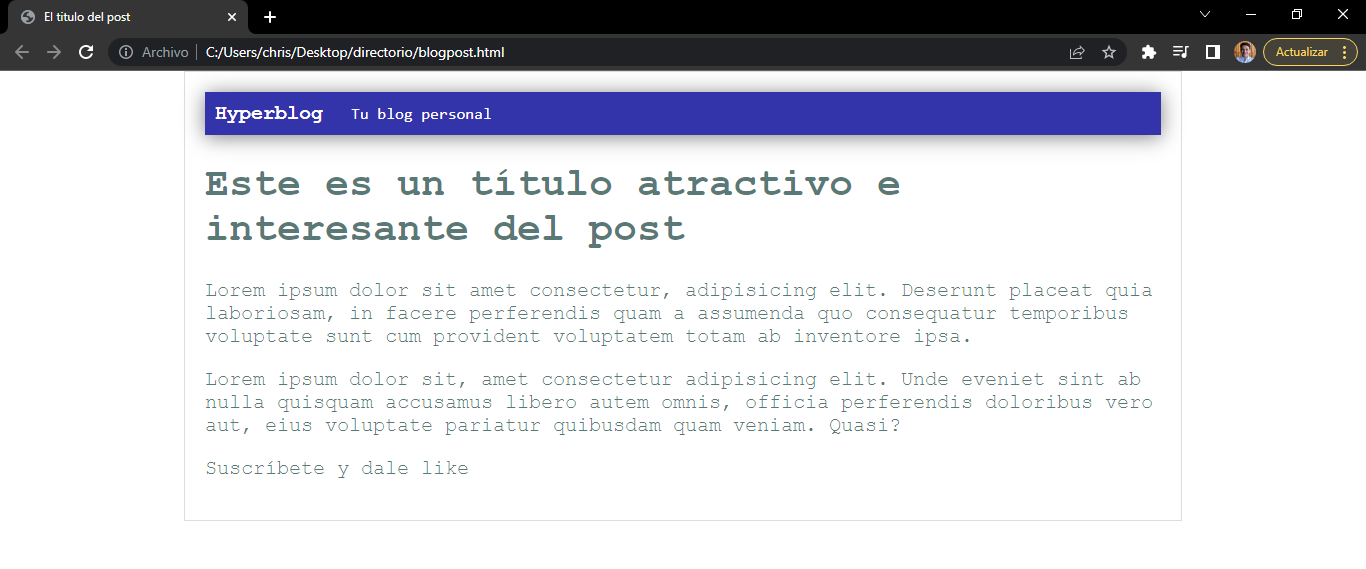 El titulo del post
Archivo C:/Users/chris/Desktop/directorio/blogpost.html Actualizar
Hyperblog Tu blog personal
Este es un título atractivo e
interesante del post
Lorem ipsum dolor sit amet consectetur, adipisicing elit. Deserunt placeat quia
laboriosam, in facere perferendis quam a assumenda quo consequatur temporibus
voluptate sunt cum provident voluptatem totam ab inventore ipsa.
Lorem ipsum dolor sit, amet consectetur adipisicing elit. Unde eveniet sint ab
nulla quisquam accusamus libero autem omnis, officia perferendis doloribus vero
aut, eius voluptate pariatur quibusdam quam veniam. Quasi?
Suscríbete y dale like